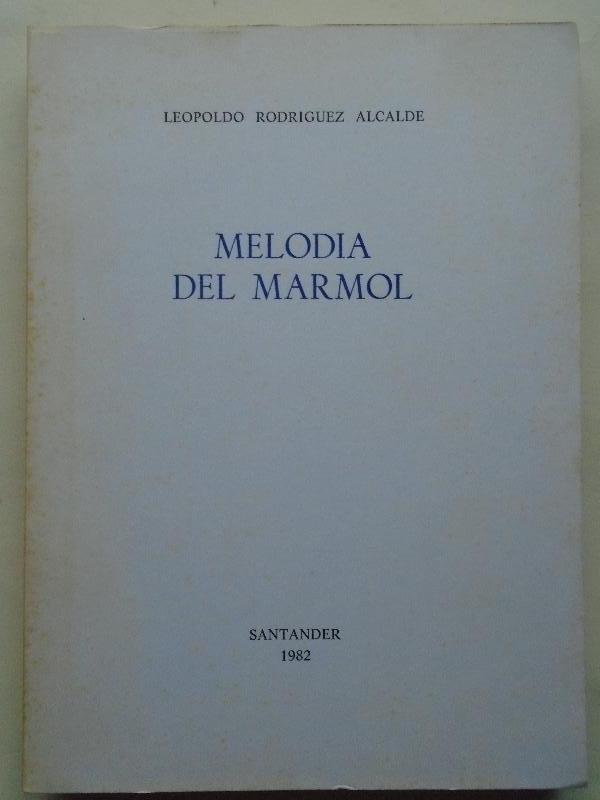 LEOPOLDO RODRIGUEZ ALCALDE
MELODIA
DEL MARMOL
SANTANDER
1982